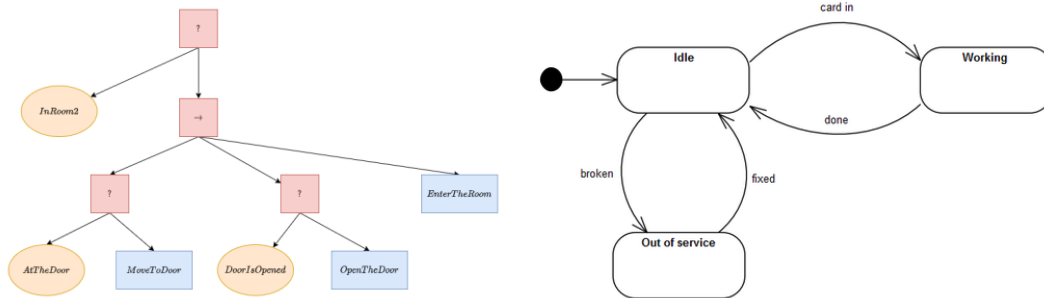 ?
InRoom2
→
?
?
EnterTheRoom
AtTheDoor
MoveToDoor
DoorIsOpened
OpenTheDoor
card in
Idle
Working
done
broken
fixed
Out of service